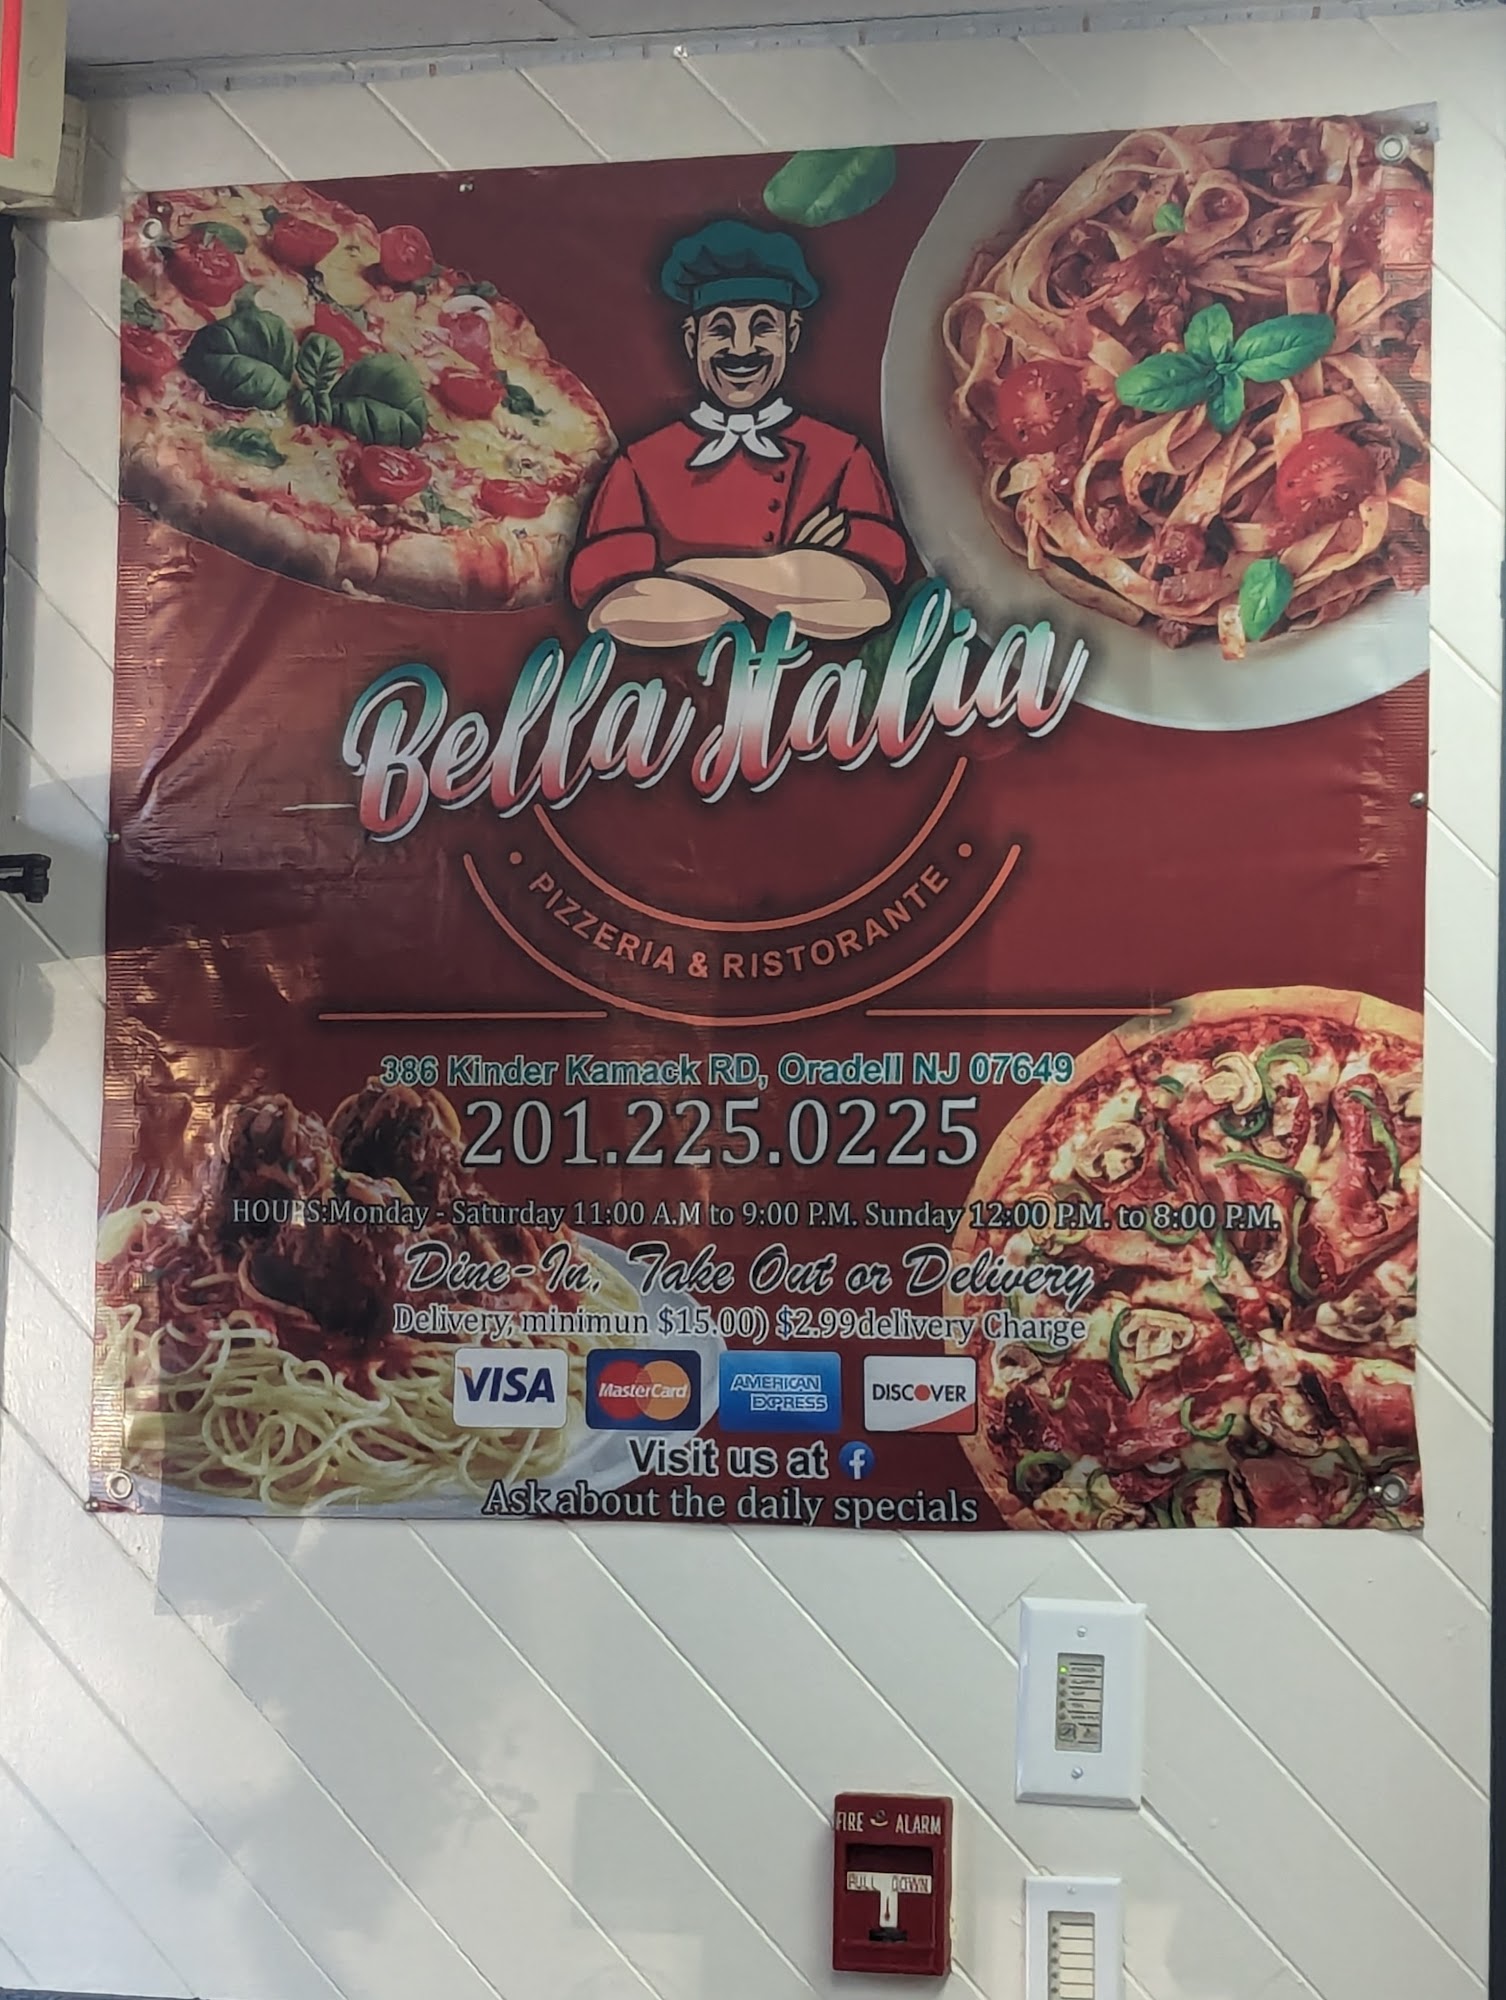 Bella Italia
• PIZZERIA & RISTORANTE •
386 Kinder Kamack RD, Oradell NJ 07649
201.225.0225
HOURS:Monday - Saturday 11:00 A.M to 9:00 P.M. Sunday 12:00 P.M. to 8:00 P.M.
Dine-In, Take Out or Delivery
Delivery, minimun $15.00) $2.99delivery Charge
VISA MasterCard AMERICAN EXPRESS DISCOVER
Visit us at f
Ask about the daily specials
FIRE ALARM
PULL DOWN